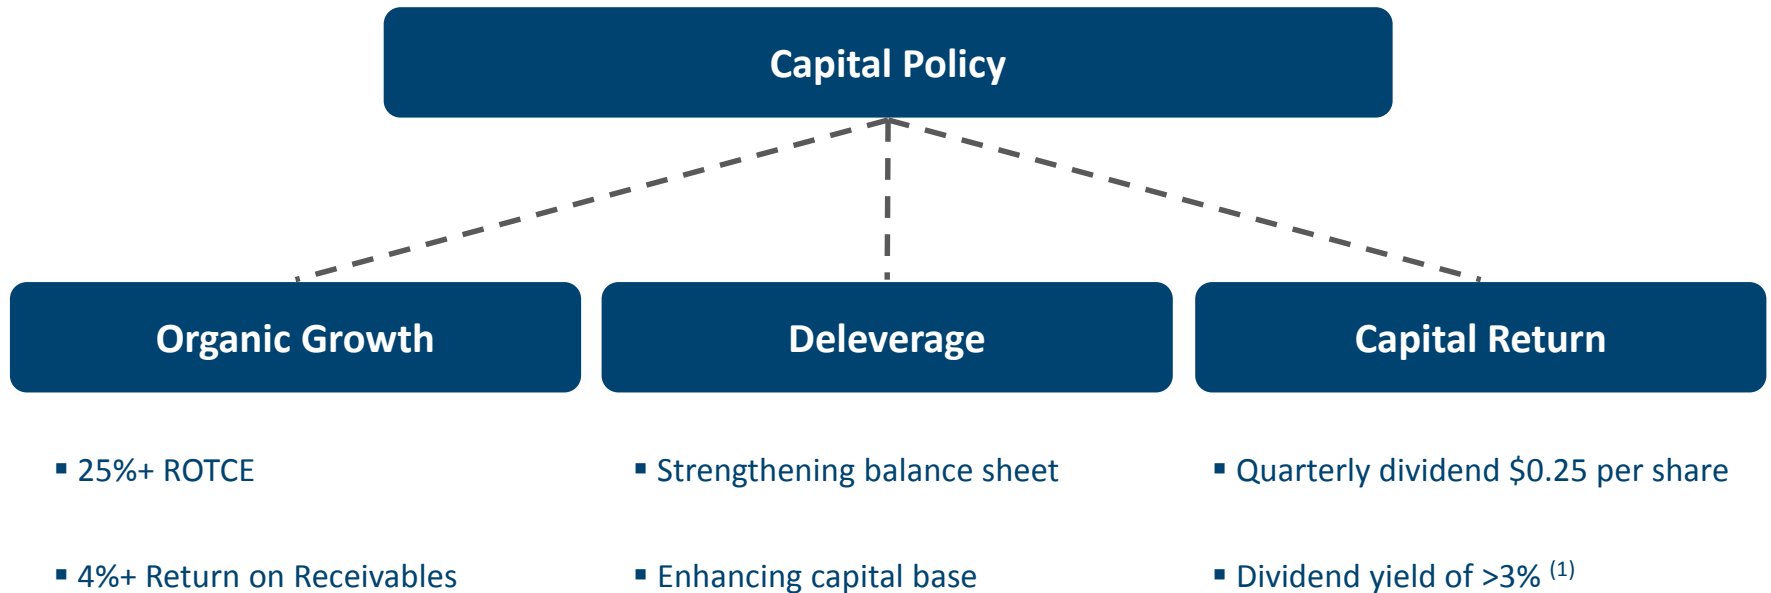 Capital Policy
Organic Growth
▪ 25%+ ROTCE
▪ 4%+ Return on Receivables
Deleverage
▪ Strengthening balance sheet
▪ Enhancing capital base
Capital Return
▪ Quarterly dividend $0.25 per share
▪ Dividend yield of >3% (1)